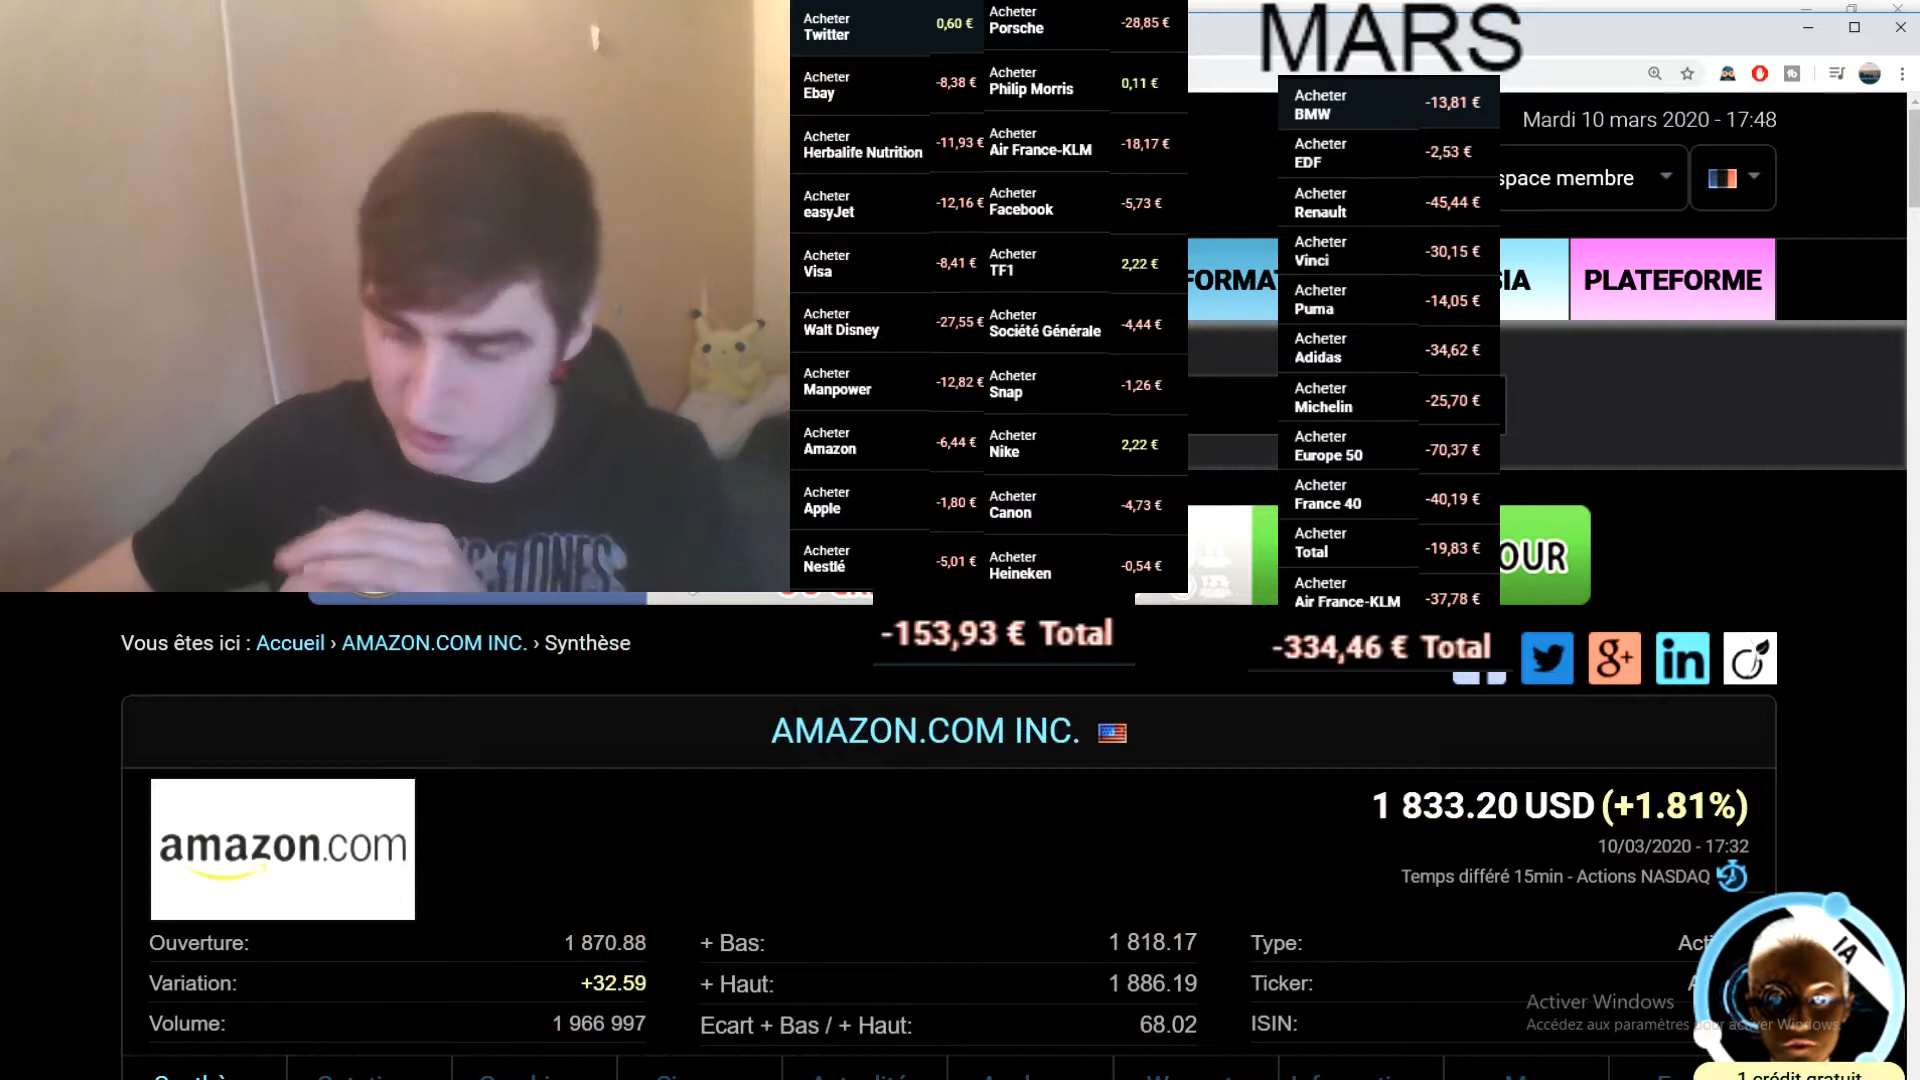 MARS
Acheter
Twitter
0,60 €
Acheter
Ebay
-8,38 €
Acheter
Herbalife Nutrition
-11,93 €
Acheter
easyJet
-12,16 €
Acheter
Visa
-8,41 €
Acheter
Walt Disney
-27,55 €
Acheter
Manpower
-12,82 €
Acheter
Amazon
-6,44 €
Acheter
Apple
-1,80 €
Acheter
Nestlé
-5,01 €
Acheter
Porsche
-28,85 €
Acheter
Philip Morris
0,11 €
Acheter
Air France-KLM
-18,17 €
Acheter
Facebook
-5,73 €
Acheter
TF1
2,22 €
Acheter
Société Générale
-4,44 €
Acheter
Snap
-1,26 €
Acheter
Nike
2,22 €
Acheter
Canon
-4,73 €
Acheter
Heineken
-0,54 €
-153,93 € Total
Acheter
BMW
-13,81 €
Acheter
EDF
-2,53 €
Acheter
Renault
-45,44 €
Acheter
Vinci
-30,15 €
Acheter
Puma
-14,05 €
Acheter
Adidas
-34,62 €
Acheter
Michelin
-25,70 €
Acheter
Europe 50
-70,37 €
Acheter
France 40
-40,19 €
Acheter
Total
-19,83 €
Acheter
Air France-KLM
-37,78 €
-334,46 € Total
Mardi 10 mars 2020 - 17:48
space membre
FORMAT
IA
PLATEFORME
OUR
Vous êtes ici : Accueil › AMAZON.COM INC. › Synthèse
g+
in
AMAZON.COM INC.
amazon.com
1 833.20 USD (+1.81%)
10/03/2020 - 17:32
Temps différé 15min - Actions NASDAQ
Ouverture: 1 870.88
Variation: +32.59
Volume: 1 966 997
+ Bas: 1 818.17
+ Haut: 1 886.19
Ecart + Bas / + Haut: 68.02
Type: Acti
Ticker:
ISIN:
IA
Activer Windows
Accédez aux paramètres pour activer Windows.
1 crédit gratuit